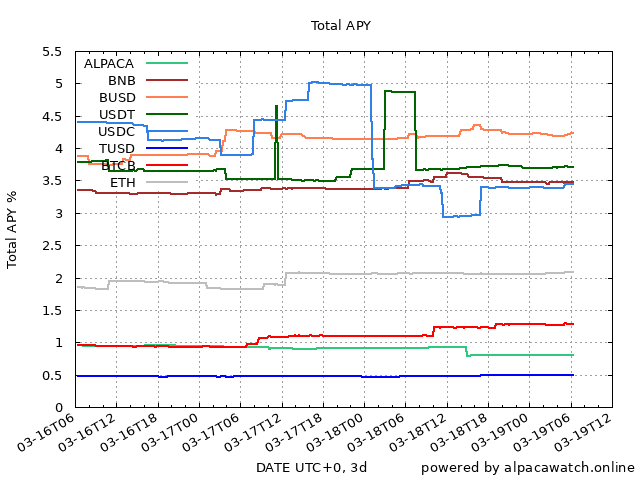 Total APY
5.5
5
4.5
4
3.5
3
2.5
2
1.5
1
0.5
0
Total APY %
ALPACA
BNB
BUSD
USDT
USDC
TUSD
BTCB
ETH
03-16T06
03-16T12
03-16T18
03-17T00
03-17T06
03-17T12
03-17T18
03-18T00
03-18T06
03-18T12
03-18T18
03-19T00
03-19T06
03-19T12
DATE UTC+0, 3d
powered by alpacawatch.online